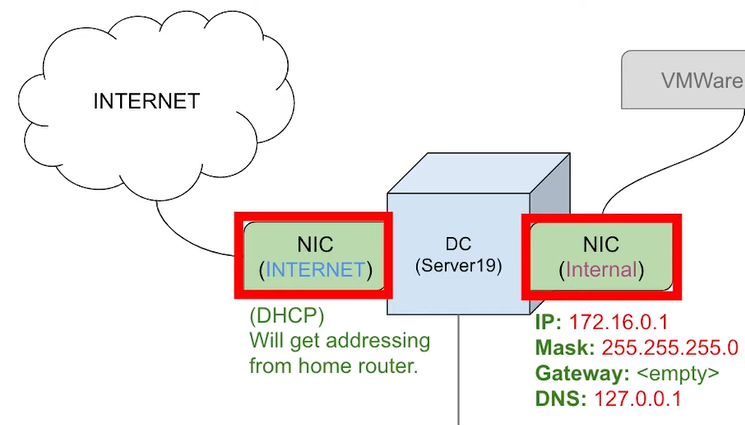 INTERNET
VMWare
NIC
(INTERNET)
DC
(Server19)
NIC
(Internal)
(DHCP)
Will get addressing
from home router.
IP: 172.16.0.1
Mask: 255.255.255.0
Gateway: <empty>
DNS: 127.0.0.1